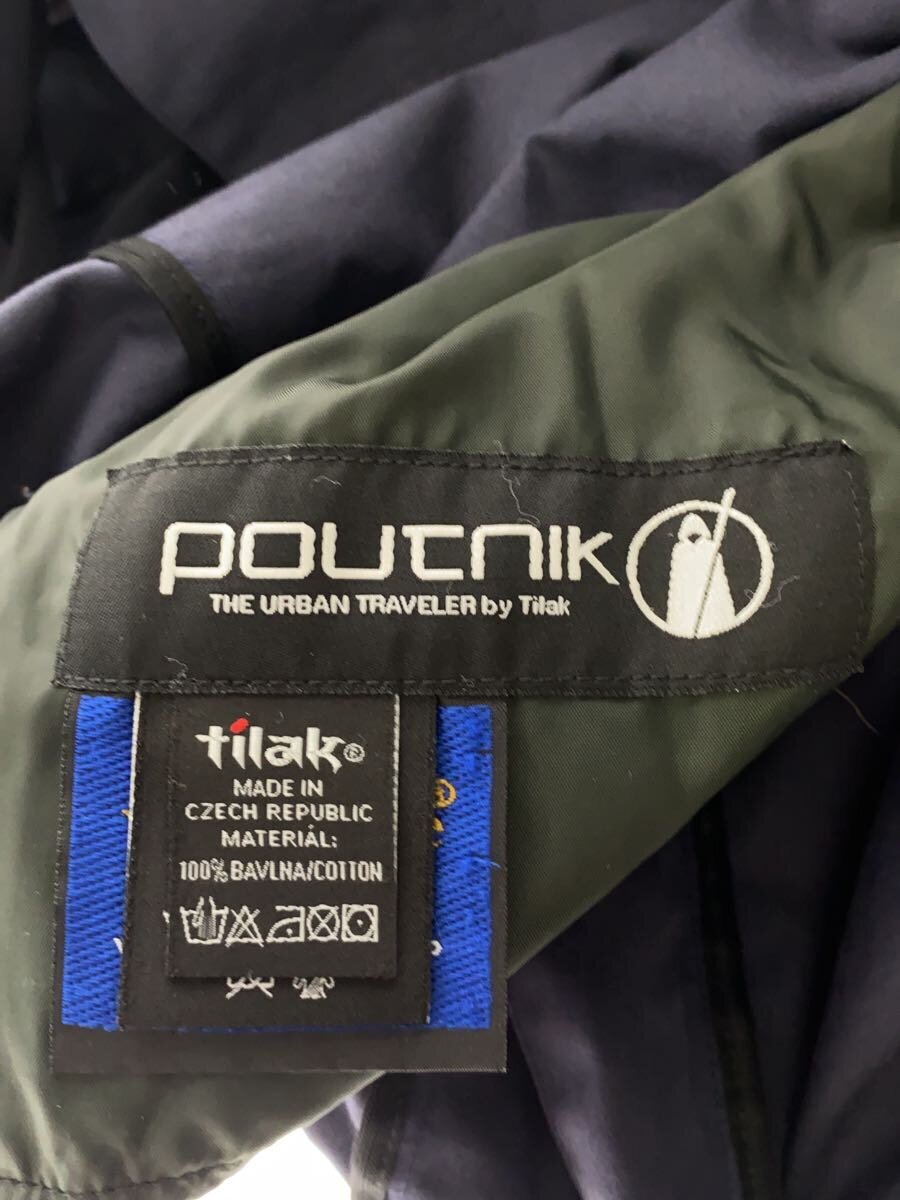 POUTNIK
THE URBAN TRAVELER by Tilak
tilak®
MADE IN
CZECH REPUBLIC
MATERIÁL:
100% BAVLNA/COTTON